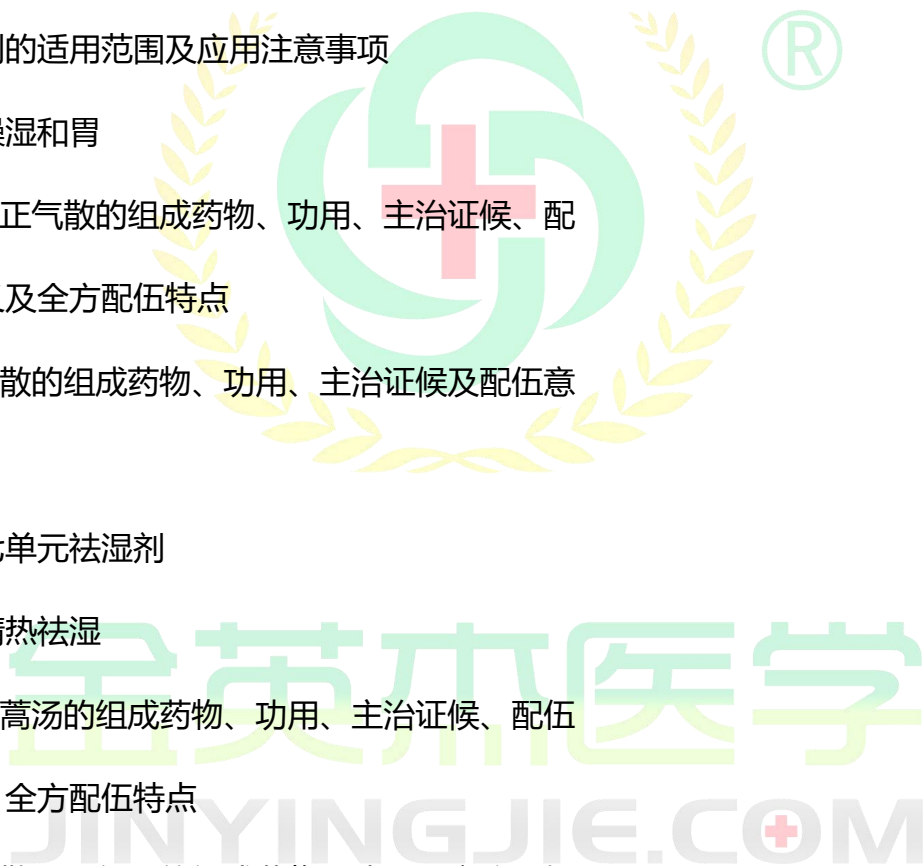 的适用范围及应用注意事项
湿和胃
正气散的组成药物、功用、主治证候、配
及全方配伍特点
散的组成药物、功用、主治证候及配伍意
单元祛湿剂
热祛湿
蒿汤的组成药物、功用、主治证候、配伍
全方配伍特点
金英杰医学
JINYINGJIE.COM
®